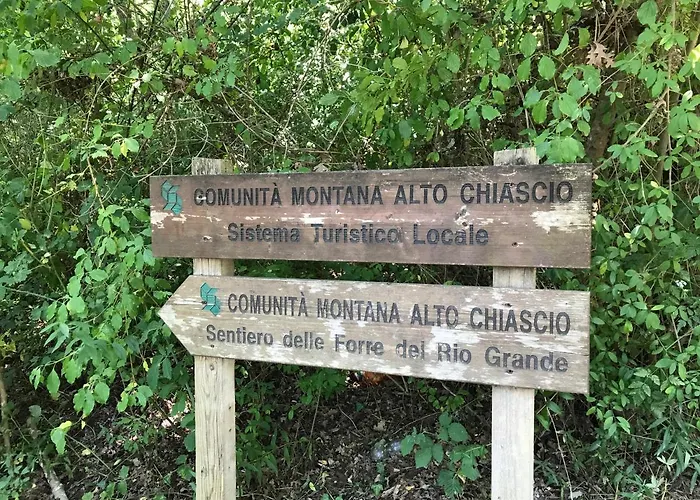 COMUNITÀ MONTANA ALTO CHIASCIO
Sistema Turistico Locale
COMUNITÀ MONTANA ALTO CHIASCIO
Sentiero delle Forre del Rio Grande